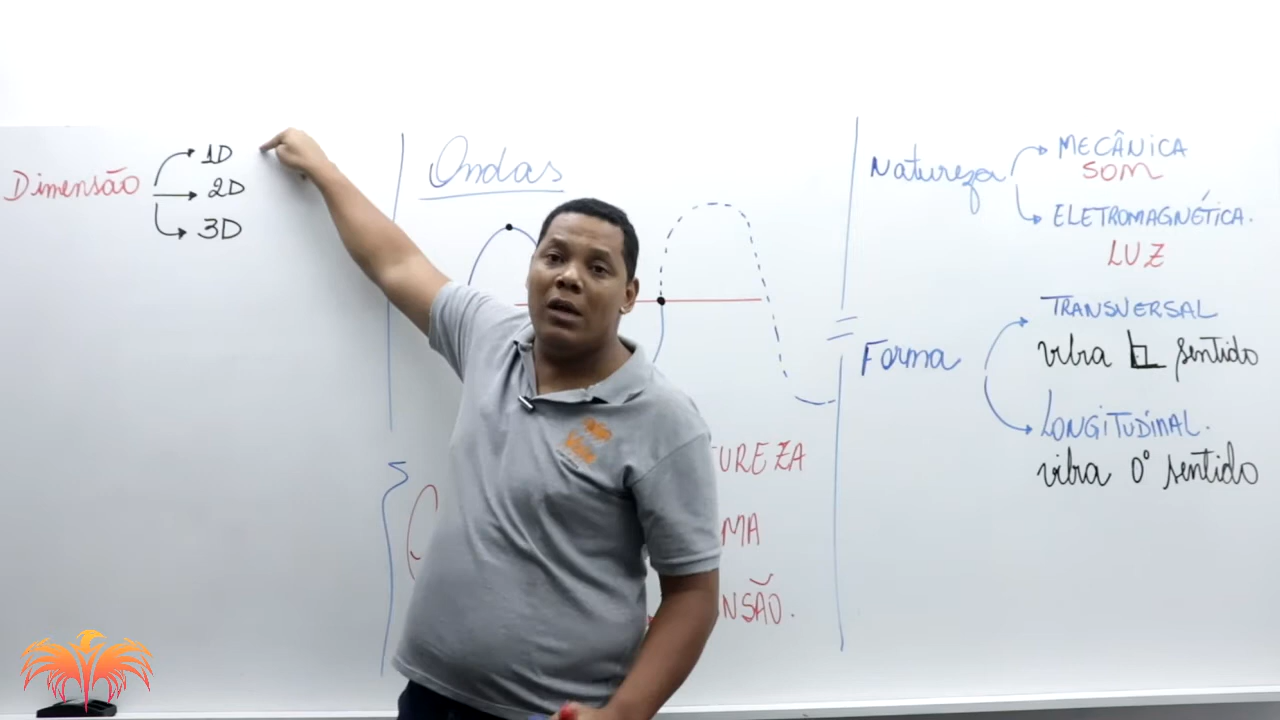 Dimensão
1D
2D
3D
Ondas
Natureza
MECÂNICA
SOM
ELETROMAGNÉTICA.
LUZ
Forma
TRANSVERSAL
vibra sentido
LONGITUDINAL.
vibra 0° sentido
UREZA
MA
NSÃO.